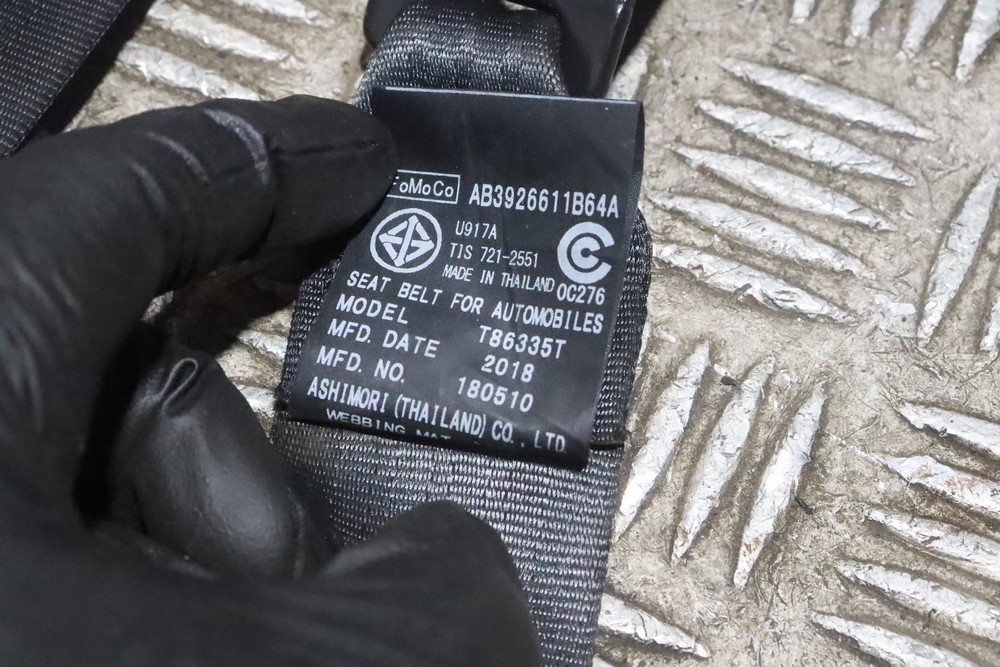 FoMoCo AB3926611B64A
U917A
TIS 721-2551
MADE IN THAILAND 0C276
SEAT BELT FOR AUTOMOBILES
MODEL T86335T
MFD. DATE 2018
MFD. NO. 180510
ASHIMORI (THAILAND) CO., LTD.
WEBBING